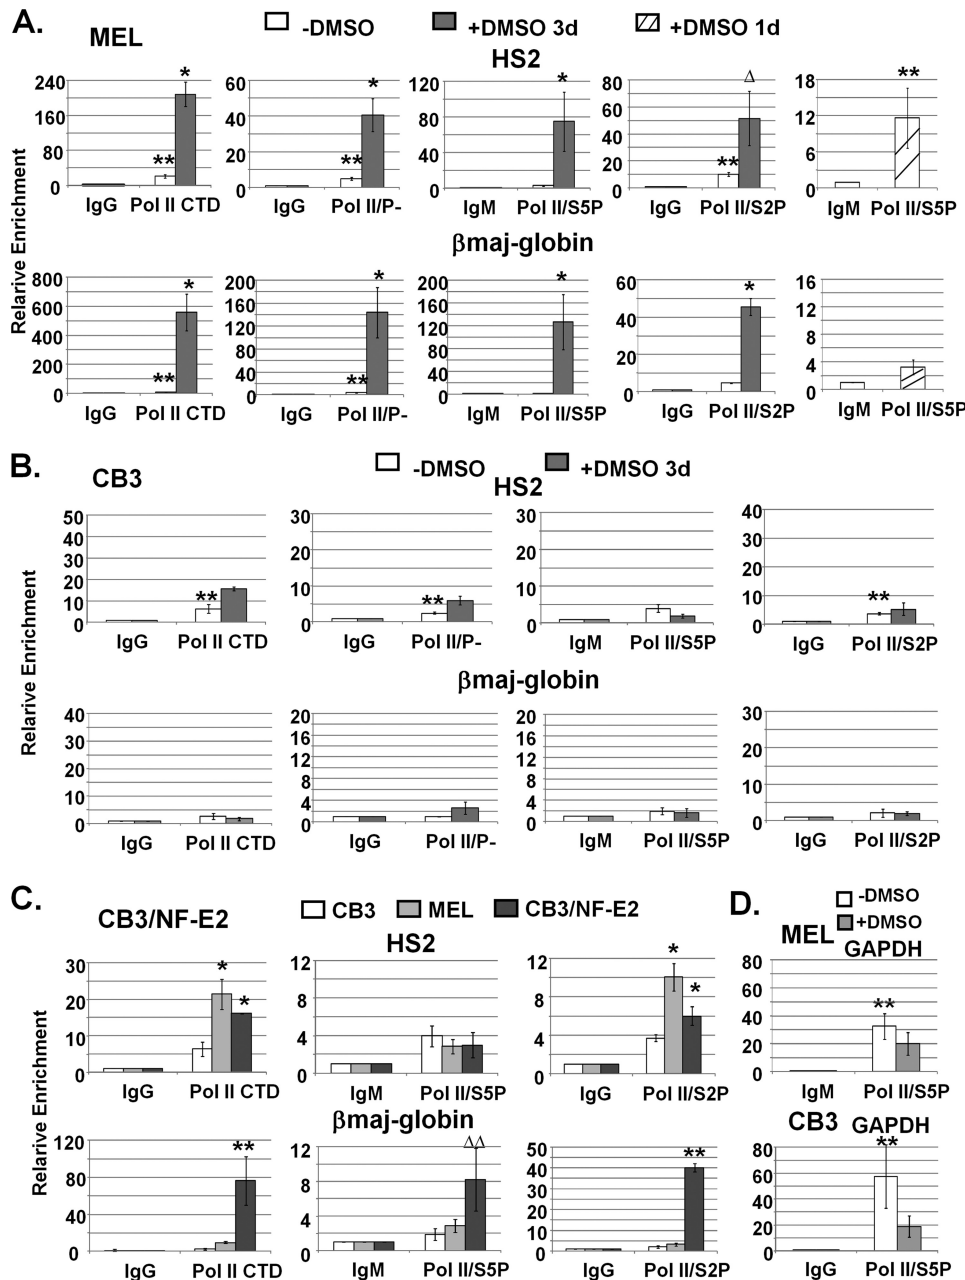 A.
MEL
-DMSO
+DMSO 3d
+DMSO 1d
HS2
Relarive Enrichment
240
160
80
0
**
*
IgG Pol II CTD
60
40
20
0
**
*
IgG Pol II/P-
120
80
40
0
*
IgM Pol II/S5P
80
60
40
20
0
**
Δ
IgG Pol II/S2P
18
12
6
0
**
IgM Pol II/S5P
βmaj-globin
800
600
400
200
0
**
*
IgG Pol II CTD
200
160
120
80
40
0
**
*
IgG Pol II/P-
200
160
120
80
40
0
*
IgM Pol II/S5P
60
40
20
0
*
IgG Pol II/S2P
16
12
8
4
0
IgM Pol II/S5P
B.
CB3
-DMSO
+DMSO 3d
HS2
Relarive Enrichment
50
40
30
20
10
0
**
IgG Pol II CTD
30
20
10
0
**
IgG Pol II/P-
30
20
10
0
IgM Pol II/S5P
40
30
20
10
0
**
IgG Pol II/S2P
βmaj-globin
40
30
20
10
0
IgG Pol II CTD
20
16
12
8
4
0
IgG Pol II/P-
20
16
12
8
4
0
IgM Pol II/S5P
30
20
10
0
IgG Pol II/S2P
C.
CB3/NF-E2
CB3
MEL
CB3/NF-E2
HS2
Relarive Enrichment
30
20
10
0
*
*
IgG Pol II CTD
12
8
4
0
IgM Pol II/S5P
12
8
4
0
*
*
IgG Pol II/S2P
βmaj-globin
120
80
40
0
**
IgG Pol II CTD
12
8
4
0
ΔΔ
IgM Pol II/S5P
50
40
30
20
10
0
**
IgG Pol II/S2P
D.
-DMSO
+DMSO
MEL
GAPDH
80
60
40
20
0
**
IgM Pol II/S5P
CB3 GAPDH
80
60
40
20
0
**
IgG Pol II/S5P